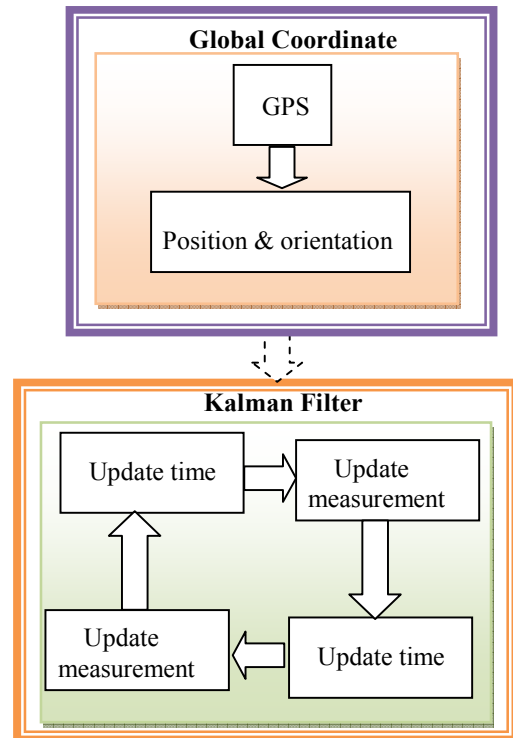 Global Coordinate
GPS
Position & orientation
Kalman Filter
Update time
Update
measurement
Update
measurement
Update time